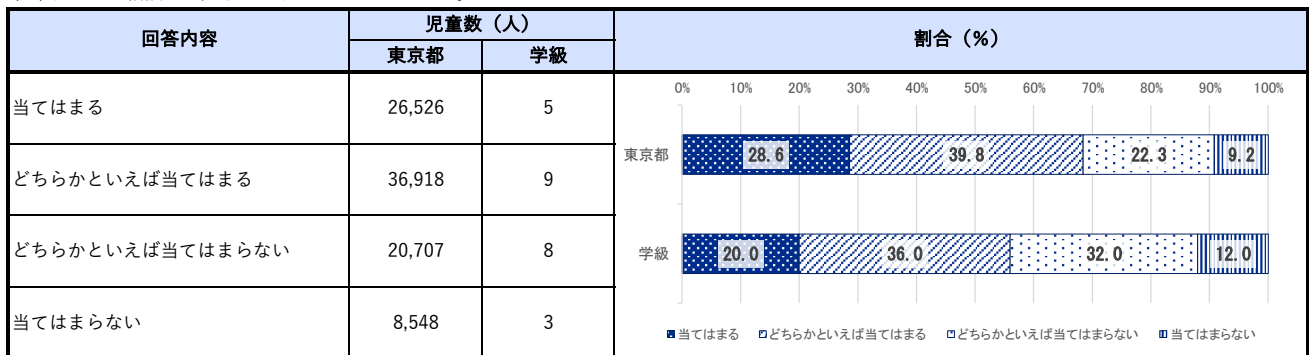 回答内容 児童数（人） 割合（%）
東京都 学級
0% 10% 20% 30% 40% 50% 60% 70% 80% 90% 100%
当てはまる 26,526 5
東京都 28.6 39.8 22.3 9.2
どちらかといえば当てはまる 36,918 9
どちらかといえば当てはまらない 20,707 8
学級 20.0 36.0 32.0 12.0
当てはまらない 8,548 3
当てはまる どちらかといえば当てはまる どちらかといえば当てはまらない 当てはまらない